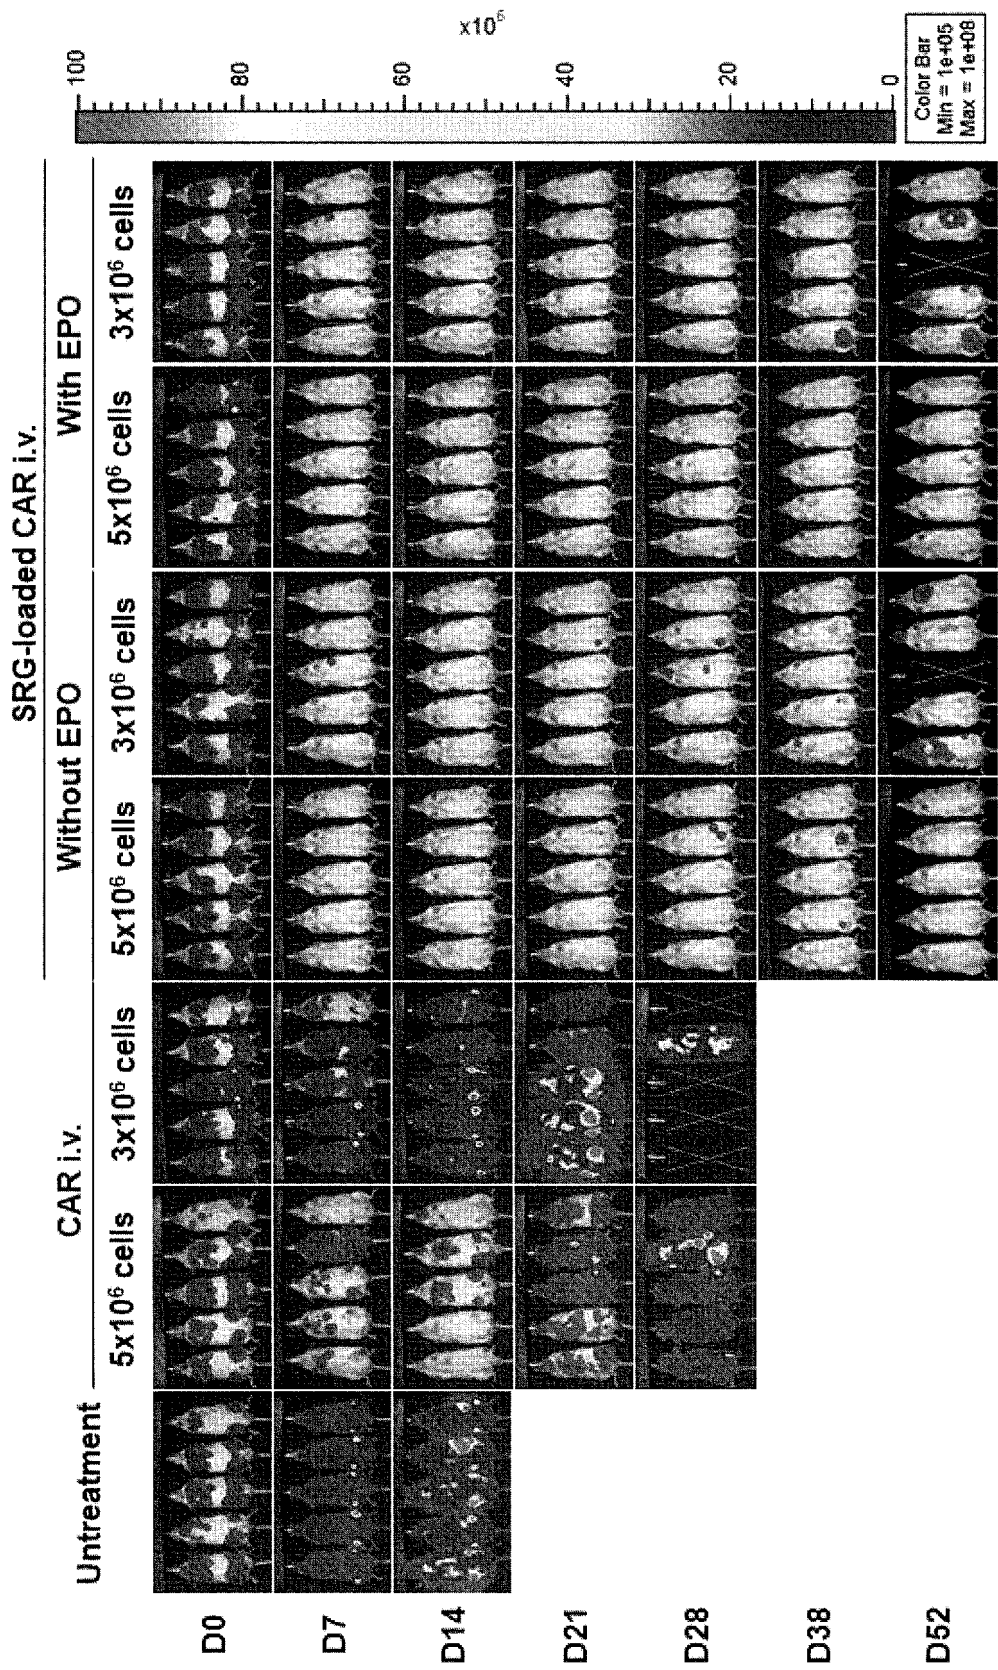 SRG-loaded CAR i.v.
CAR i.v.
Without EPO
With EPO
Untreatment
5x10⁶ cells
3x10⁶ cells
5x10⁶ cells
3x10⁶ cells
5x10⁶ cells
3x10⁶ cells
D0
D7
D14
D21
D28
D38
D52
100
80
60
40
20
0
x10⁶
Color Bar
Min = 1e+05
Max = 1e+08